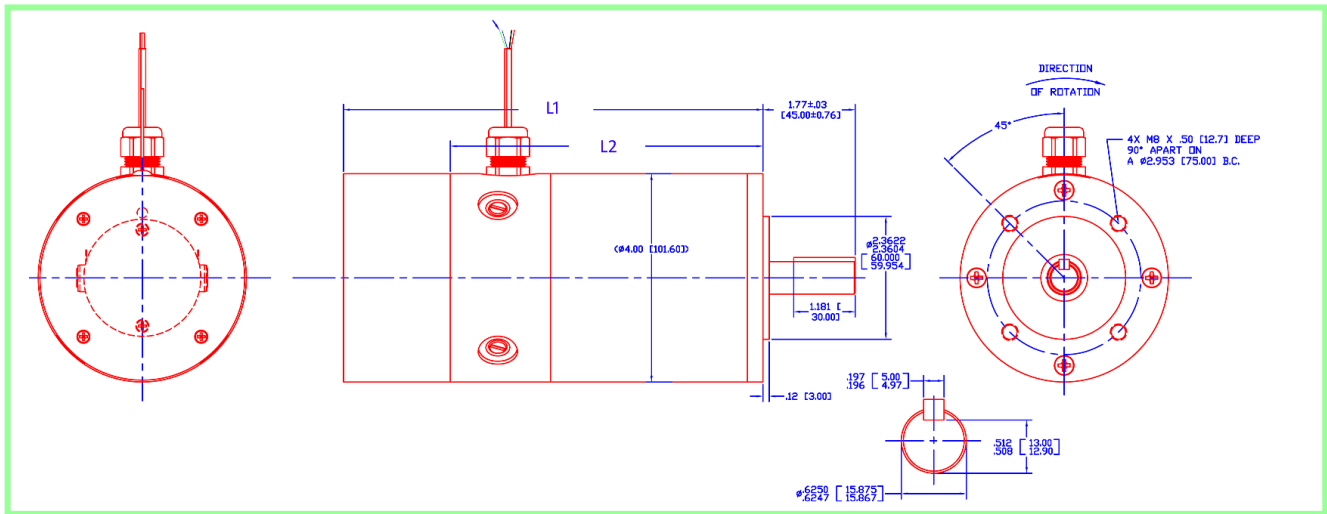 L1
1.77±.03
[45.00±0.76]
L2
(Ø4.00 [101.60])
Ø2.3622
2.3604
[60.000
59.954]
1.181 [
30.00]
.12 [3.00]
DIRECTION
OF ROTATION
45°
4X M8 X .50 [12.7] DEEP
90° APART ON
A Ø2.953 [75.00] B.C.
.197 [5.00
.196 4.97]
.512 [13.00
.508 12.90]
Ø.6250 [15.875
.6247 15.867]